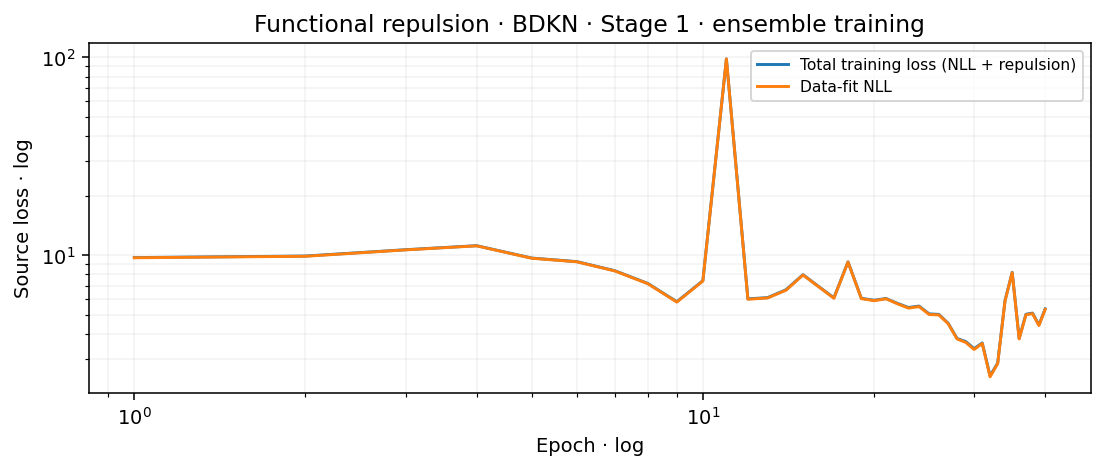 Functional repulsion · BDKN · Stage 1 · ensemble training
Total training loss (NLL + repulsion)
Data-fit NLL
Source loss · log
10²
10¹
10⁰
10¹
Epoch · log